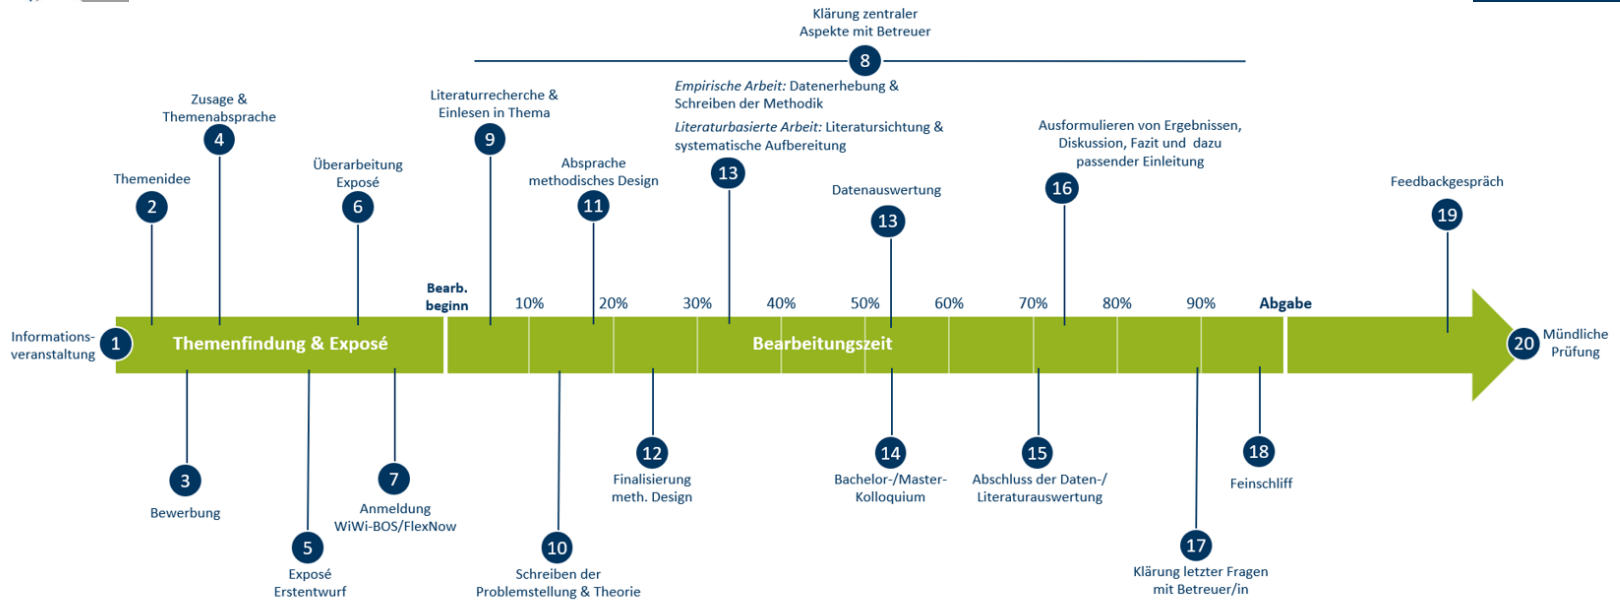 Klärung zentraler
Aspekte mit Betreuer
8
Empirische Arbeit: Datenerhebung &
Schreiben der Methodik
Literaturbasierte Arbeit: Literatursichtung &
systematische Aufbereitung
13
Zusage &
Themenabsprache
4
Literaturrecherche &
Einlesen in Thema
9
Themenidee
2
Überarbeitung
Exposé
6
Absprache
methodisches Design
11
Datenauswertung
13
Ausformulieren von Ergebnissen,
Diskussion, Fazit und dazu
passender Einleitung
16
Feedbackgespräch
19
Bearb.
beginn
10%
20%
30%
40%
50%
60%
70%
80%
90%
Abgabe
Informations-
veranstaltung
1
Themenfindung & Exposé
Bearbeitungszeit
20
Mündliche
Prüfung
3
Bewerbung
5
Exposé
Erstentwurf
7
Anmeldung
WiWi-BOS/FlexNow
10
Schreiben der
Problemstellung & Theorie
12
Finalisierung
meth. Design
14
Bachelor-/Master-
Kolloquium
15
Abschluss der Daten-/
Literaturauswertung
17
Klärung letzter Fragen
mit Betreuer/in
18
Feinschliff